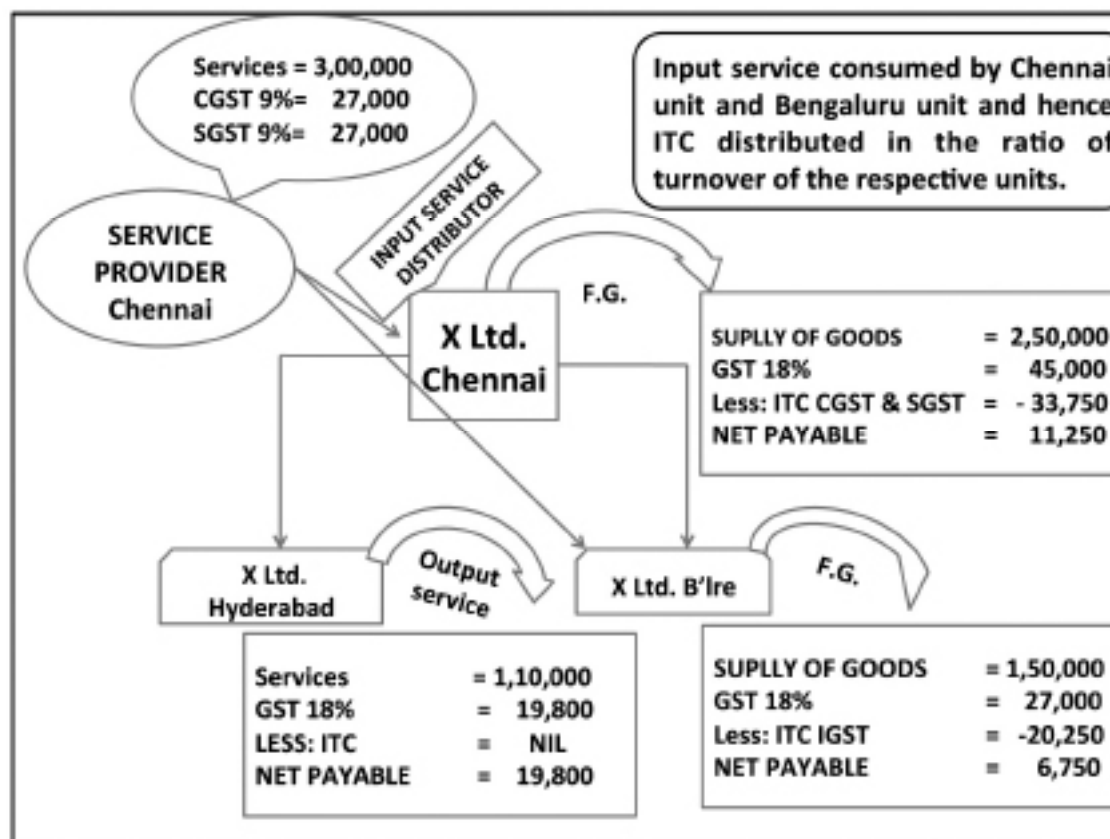 Services = 3,00,000
CGST 9%= 27,000
SGST 9%= 27,000
Input service consumed by Chennai
unit and Bengaluru unit and hence
ITC distributed in the ratio of
turnover of the respective units.
SERVICE
PROVIDER
Chennai
INPUT SERVICE
DISTRIBUTOR
X Ltd.
Chennai
F.G.
SUPLLY OF GOODS = 2,50,000
GST 18% = 45,000
Less: ITC CGST & SGST = - 33,750
NET PAYABLE = 11,250
X Ltd.
Hyderabad
Output
service
X Ltd. B'lre
F.G.
Services = 1,10,000
GST 18% = 19,800
LESS: ITC = NIL
NET PAYABLE = 19,800
SUPLLY OF GOODS = 1,50,000
GST 18% = 27,000
Less: ITC IGST = -20,250
NET PAYABLE = 6,750